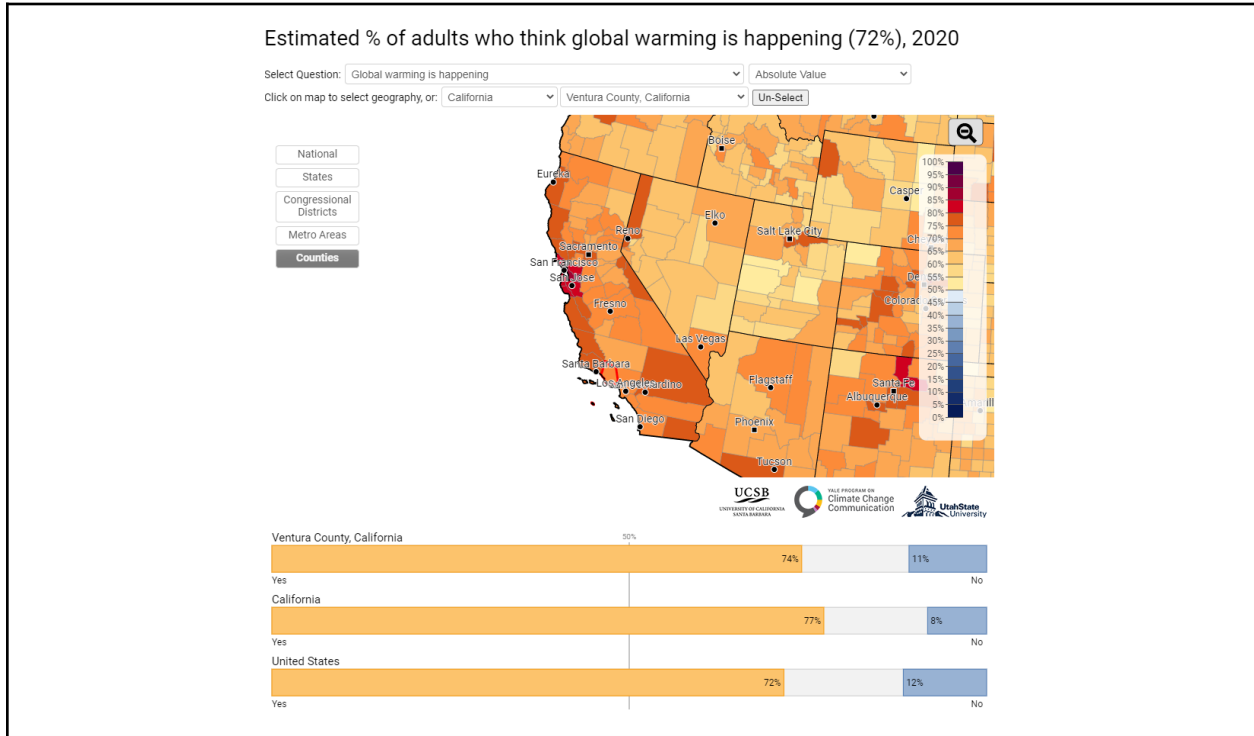 Estimated % of adults who think global warming is happening (72%), 2020
Select Question: Global warming is happening Absolute Value
Click on map to select geography, or: California Ventura County, California Un-Select
National
States
Congressional
Districts
Metro Areas
Counties
Boise
Eureka
Elko
Reno
Salt Lake City
Sacramento
San Francisco
San Jose
Fresno
Las Vegas
Santa Barbara
Los Angeles
San Diego
Flagstaff
Santa Fe
Albuquerque
Phoenix
Tucson
100%
95%
90%
85%
80%
75%
70%
65%
60%
55%
50%
45%
40%
35%
30%
25%
20%
15%
10%
5%
0%
UCSB
UNIVERSITY OF CALIFORNIA
SANTA BARBARA
YALE PROGRAM ON
Climate Change
Communication
UtahState
University
Ventura County, California
50%
74% 11%
Yes No
California
77% 8%
Yes No
United States
72% 12%
Yes No